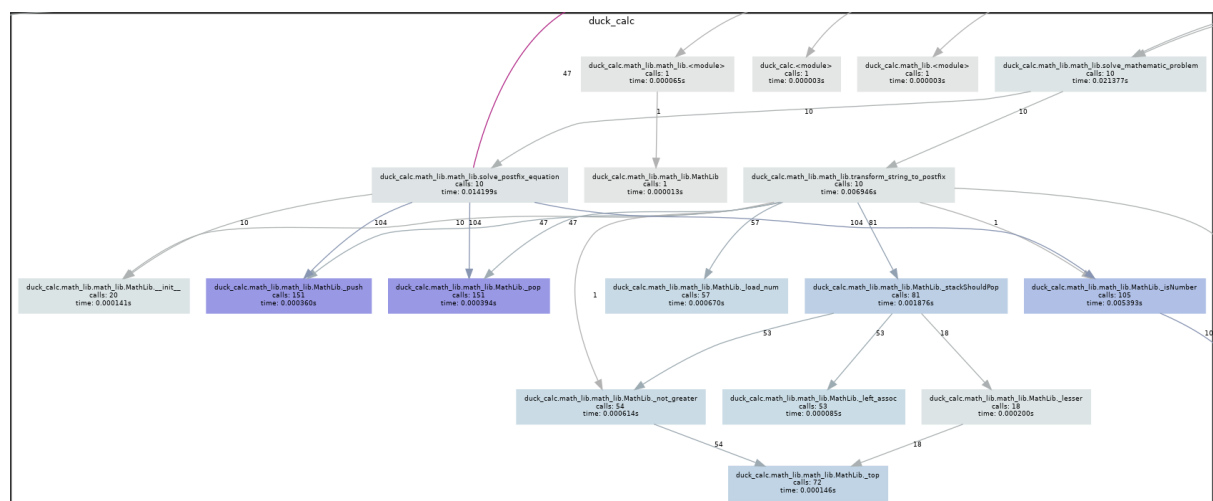 duck_calc
duck_calc.math_lib.math_lib.<module>
calls: 1
time: 0.000065s
duck_calc.<module>
calls: 1
time: 0.000003s
duck_calc.math_lib.<module>
calls: 1
time: 0.000003s
duck_calc.math_lib.math_lib.solve_mathematic_problem
calls: 10
time: 0.021377s
47
1
10
10
duck_calc.math_lib.math_lib.solve_postfix_equation
calls: 10
time: 0.014199s
duck_calc.math_lib.math_lib.MathLib
calls: 1
time: 0.000013s
duck_calc.math_lib.math_lib.transform_string_to_postfix
calls: 10
time: 0.006946s
10
104
10
104
47
47
57
104
81
1
duck_calc.math_lib.math_lib.MathLib.__init__
calls: 20
time: 0.000141s
duck_calc.math_lib.math_lib.MathLib._push
calls: 151
time: 0.000360s
duck_calc.math_lib.math_lib.MathLib._pop
calls: 151
time: 0.000394s
duck_calc.math_lib.math_lib.MathLib._load_num
calls: 57
time: 0.000670s
duck_calc.math_lib.math_lib.MathLib._stackShouldPop
calls: 81
time: 0.001876s
duck_calc.math_lib.math_lib.MathLib._isNumber
calls: 105
time: 0.005393s
1
53
53
18
10
duck_calc.math_lib.math_lib.MathLib._not_greater
calls: 54
time: 0.000614s
duck_calc.math_lib.math_lib.MathLib._left_assoc
calls: 53
time: 0.000085s
duck_calc.math_lib.math_lib.MathLib._lesser
calls: 18
time: 0.000200s
54
18
duck_calc.math_lib.math_lib.MathLib._top
calls: 72
time: 0.000146s